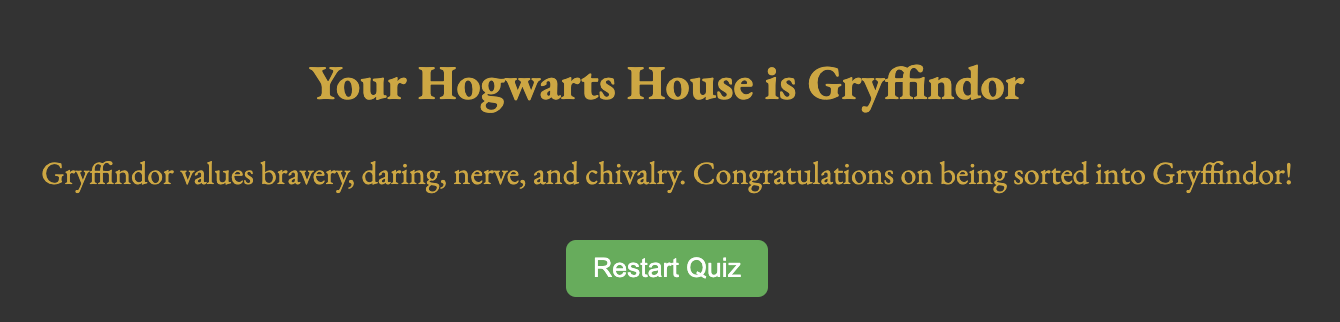 Your Hogwarts House is Gryffindor
Gryffindor values bravery, daring, nerve, and chivalry. Congratulations on being sorted into Gryffindor!
Restart Quiz